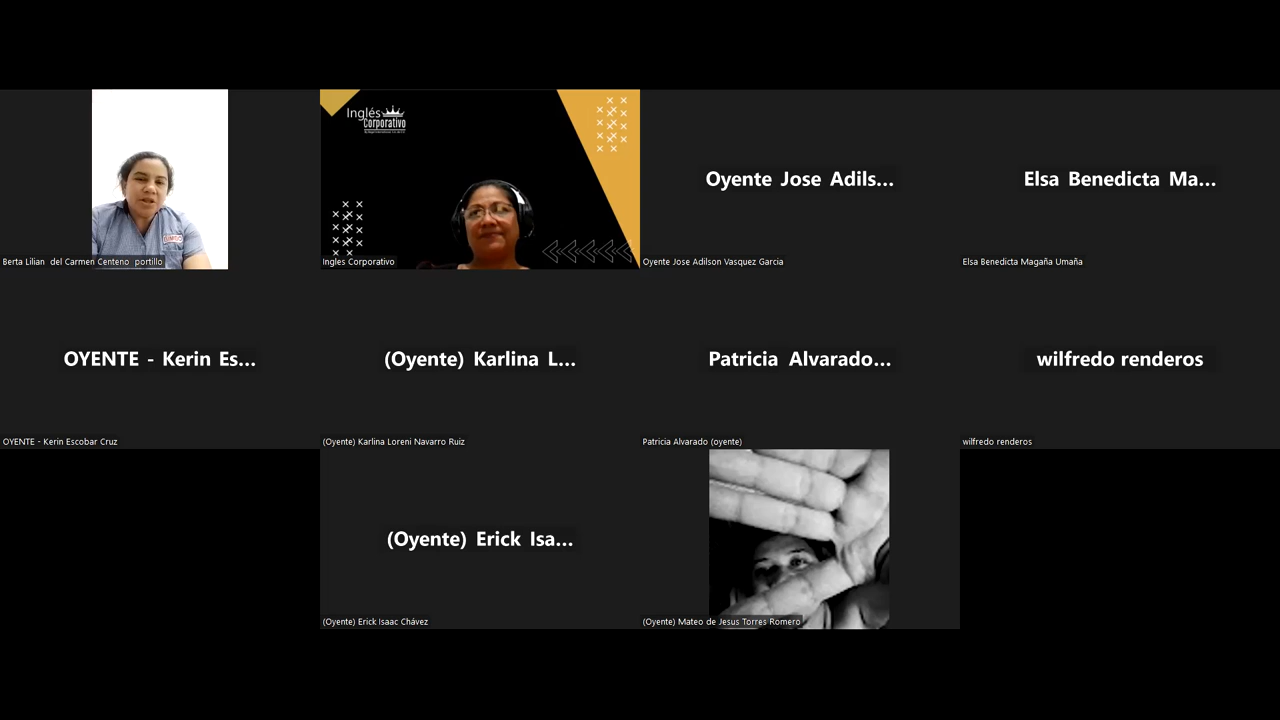 Inglés
Corporativo
Berta Lilian del Carmen Centeno portillo
Ingles Corporativo
Oyente Jose Adils...
Oyente Jose Adilson Vasquez Garcia
Elsa Benedicta Ma...
Elsa Benedicta Magaña Umaña
OYENTE - Kerin Es...
OYENTE - Kerin Escobar Cruz
(Oyente) Karlina L...
(Oyente) Karlina Loreni Navarro Ruiz
Patricia Alvarado...
Patricia Alvarado (oyente)
wilfredo renderos
wilfredo renderos
(Oyente) Erick Isa...
(Oyente) Erick Isaac Chávez
(Oyente) Mateo de Jesus Torres Romero